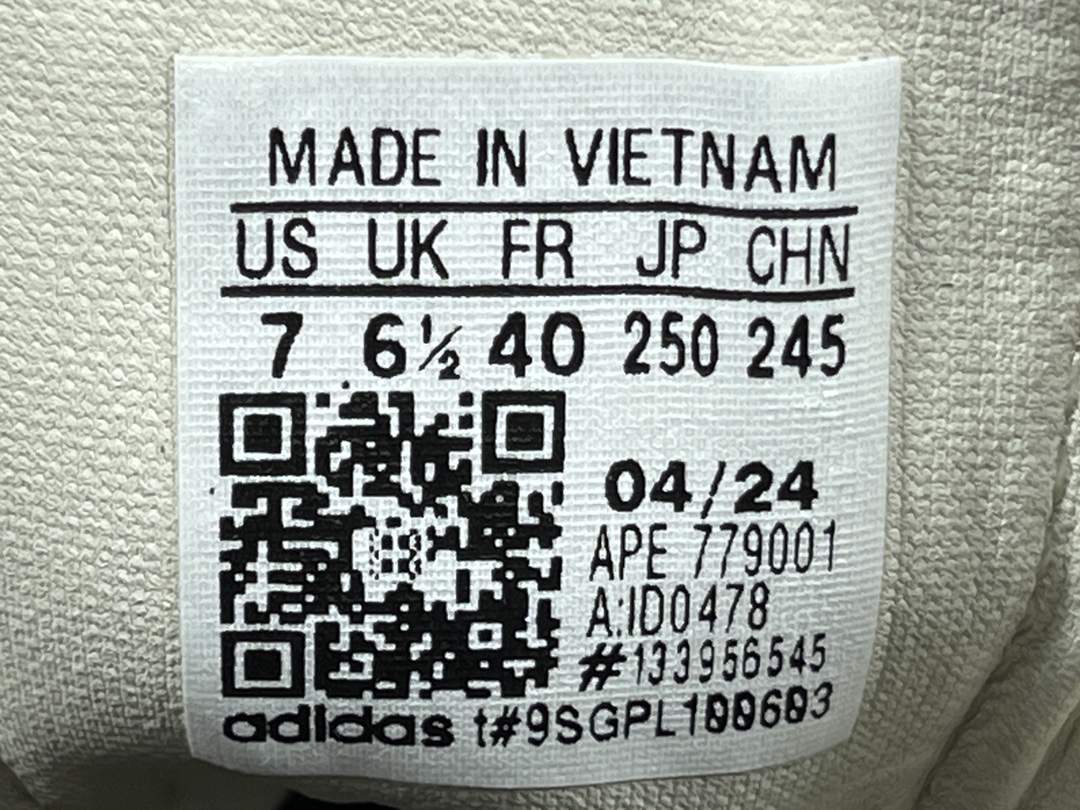 MADE IN VIETNAM
US UK FR JP CHN
7 6½ 40 250 245
04/24
APE 779001
A:ID0478
#133956545
adidas t#9SGPL100603